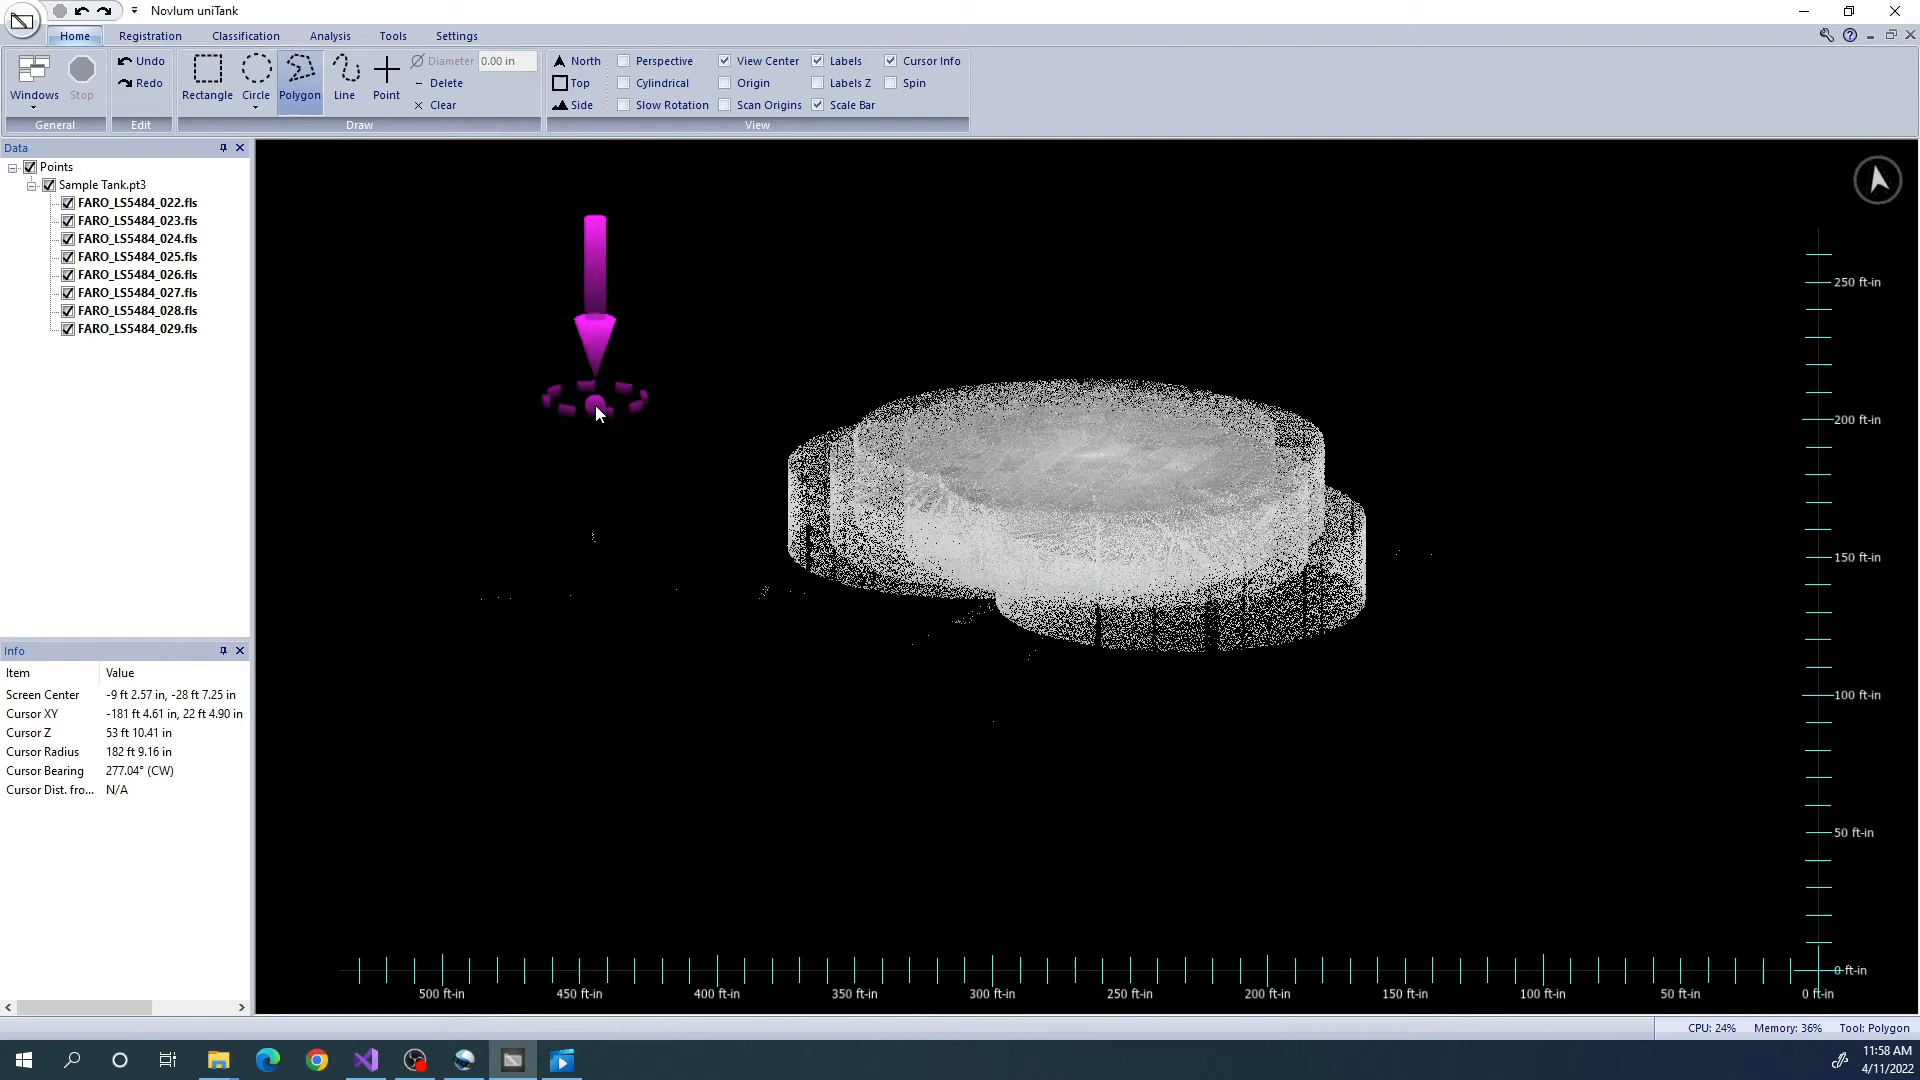 Novlum uniTank
Home Registration Classification Analysis Tools Settings
Windows
Stop
General
Undo
Redo
Edit
Rectangle Circle Polygon Line Point
Diameter 0.00 in
Delete
Clear
Draw
North Perspective View Center Labels Cursor Info
Top Cylindrical Origin Labels Z Spin
Side Slow Rotation Scan Origins Scale Bar
View
Data
Points
Sample Tank.pt3
FARO_LS5484_022.fls
FARO_LS5484_023.fls
FARO_LS5484_024.fls
FARO_LS5484_025.fls
FARO_LS5484_026.fls
FARO_LS5484_027.fls
FARO_LS5484_028.fls
FARO_LS5484_029.fls
Info
Item Value
Screen Center -9 ft 2.57 in, -28 ft 7.25 in
Cursor XY -181 ft 4.61 in, 22 ft 4.90 in
Cursor Z 53 ft 10.41 in
Cursor Radius 182 ft 9.16 in
Cursor Bearing 277.04° (CW)
Cursor Dist. fro... N/A
250 ft-in
200 ft-in
150 ft-in
100 ft-in
50 ft-in
0 ft-in
500 ft-in 450 ft-in 400 ft-in 350 ft-in 300 ft-in 250 ft-in 200 ft-in 150 ft-in 100 ft-in 50 ft-in 0 ft-in
CPU: 24% Memory: 36% Tool: Polygon
11:58 AM
4/11/2022